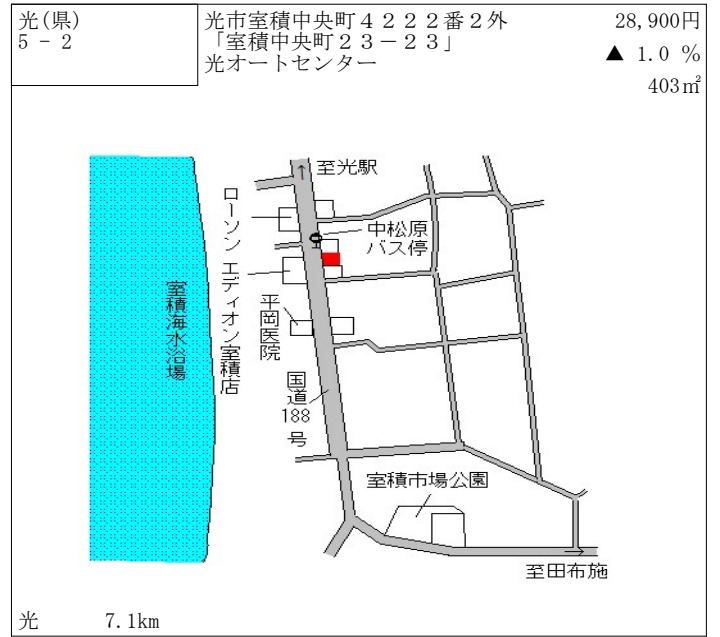 光(県)
5 － 2
光市室積中央町４２２２番２外
「室積中央町２３－２３」
光オートセンター
28,900円
▲ 1.0 %
403㎡
↑至光駅
ローソン
中松原
バス停
エディオン室積店
平岡医院
室積海水浴場
国道
188
号
室積市場公園
至田布施
光 7.1km